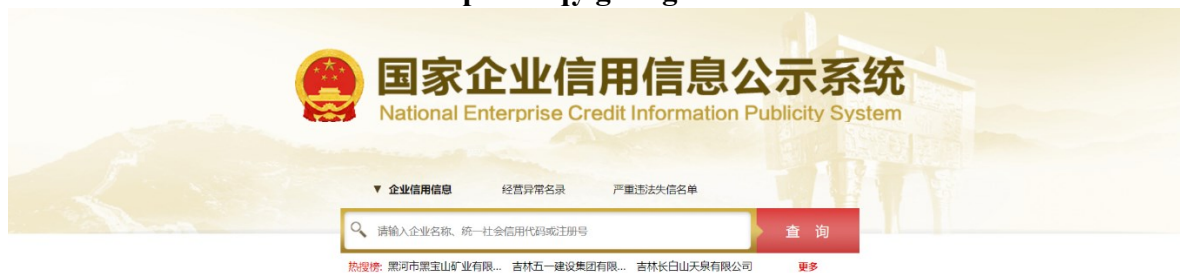 国家企业信用信息公示系统
National Enterprise Credit Information Publicity System
▼ 企业信用信息 经营异常名录 严重违法失信名单
请输入企业名称、统一社会信用代码或注册号 查 询
热搜榜: 黑河市黑宝山矿业有限... 吉林五一建设集团有限... 吉林长白山天泉有限公司 更多